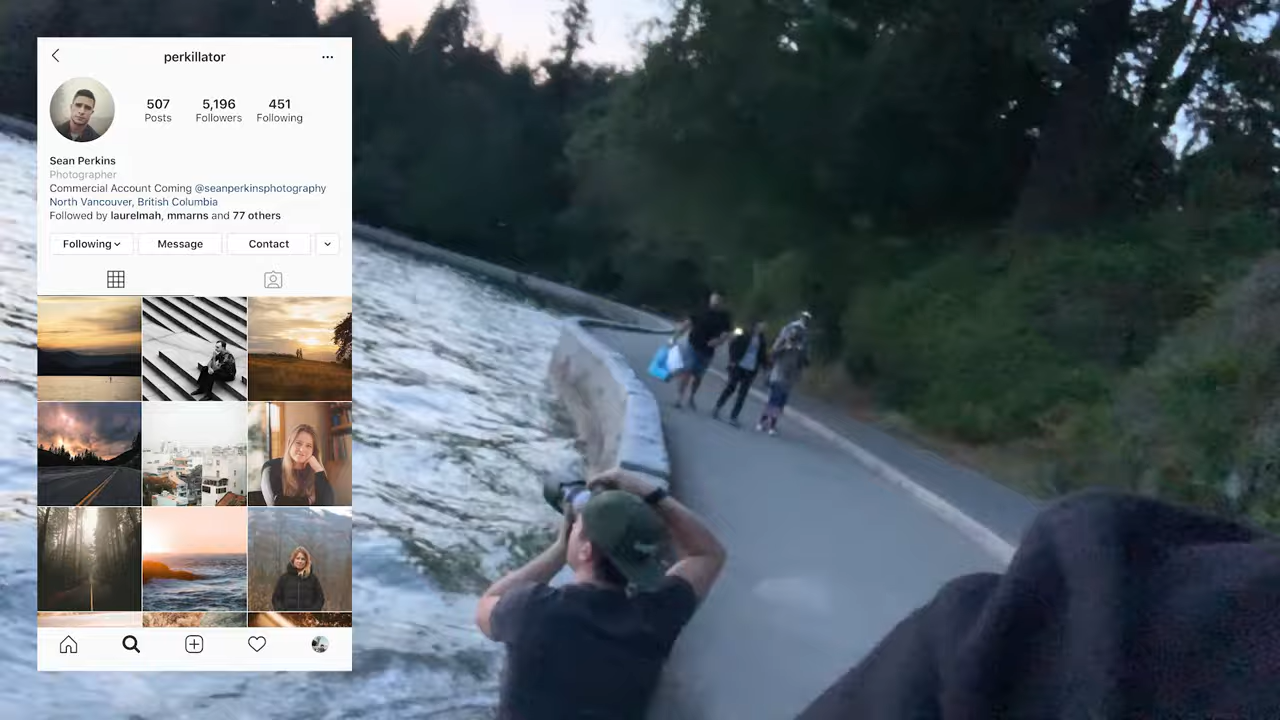 perkillator
507 5,196 451
Posts Followers Following
Sean Perkins
Photographer
Commercial Account Coming @seanperkinsphotography
North Vancouver, British Columbia
Followed by laurelmah, mmarns and 77 others
Following Message Contact